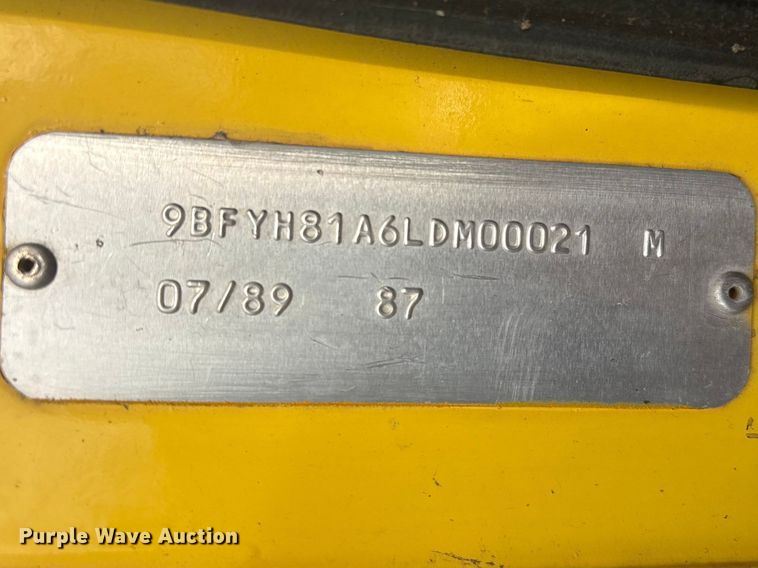 9BFYH81A6LDM00021 M
07/89 87
Purple Wave Auction